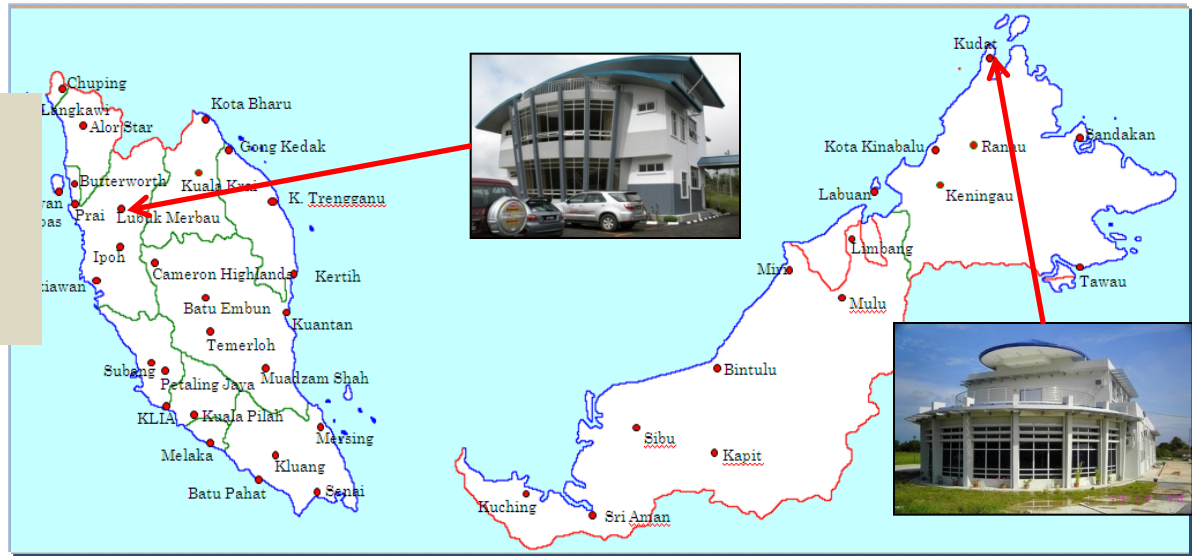 Kudat
Chuping
Langkawi
Kota Bharu
Alor Star
Gong Kedak
Sandakan
Kota Kinabalu
Ranau
Butterworth
Kuala Krai
Labuan
Keningau
K. Trengganu
Prai
Lubuk Merbau
Ipoh
Limbang
Cameron Highlands
Kertih
Miri
Tawau
Batu Embun
Mulu
Kuantan
Temerloh
Subang
Petaling Jaya
Muadzam Shah
Bintulu
KLIA
Kuala Pilah
Mersing
Sibu
Melaka
Kluang
Kapit
Batu Pahat
Senai
Kuching
Sri Aman